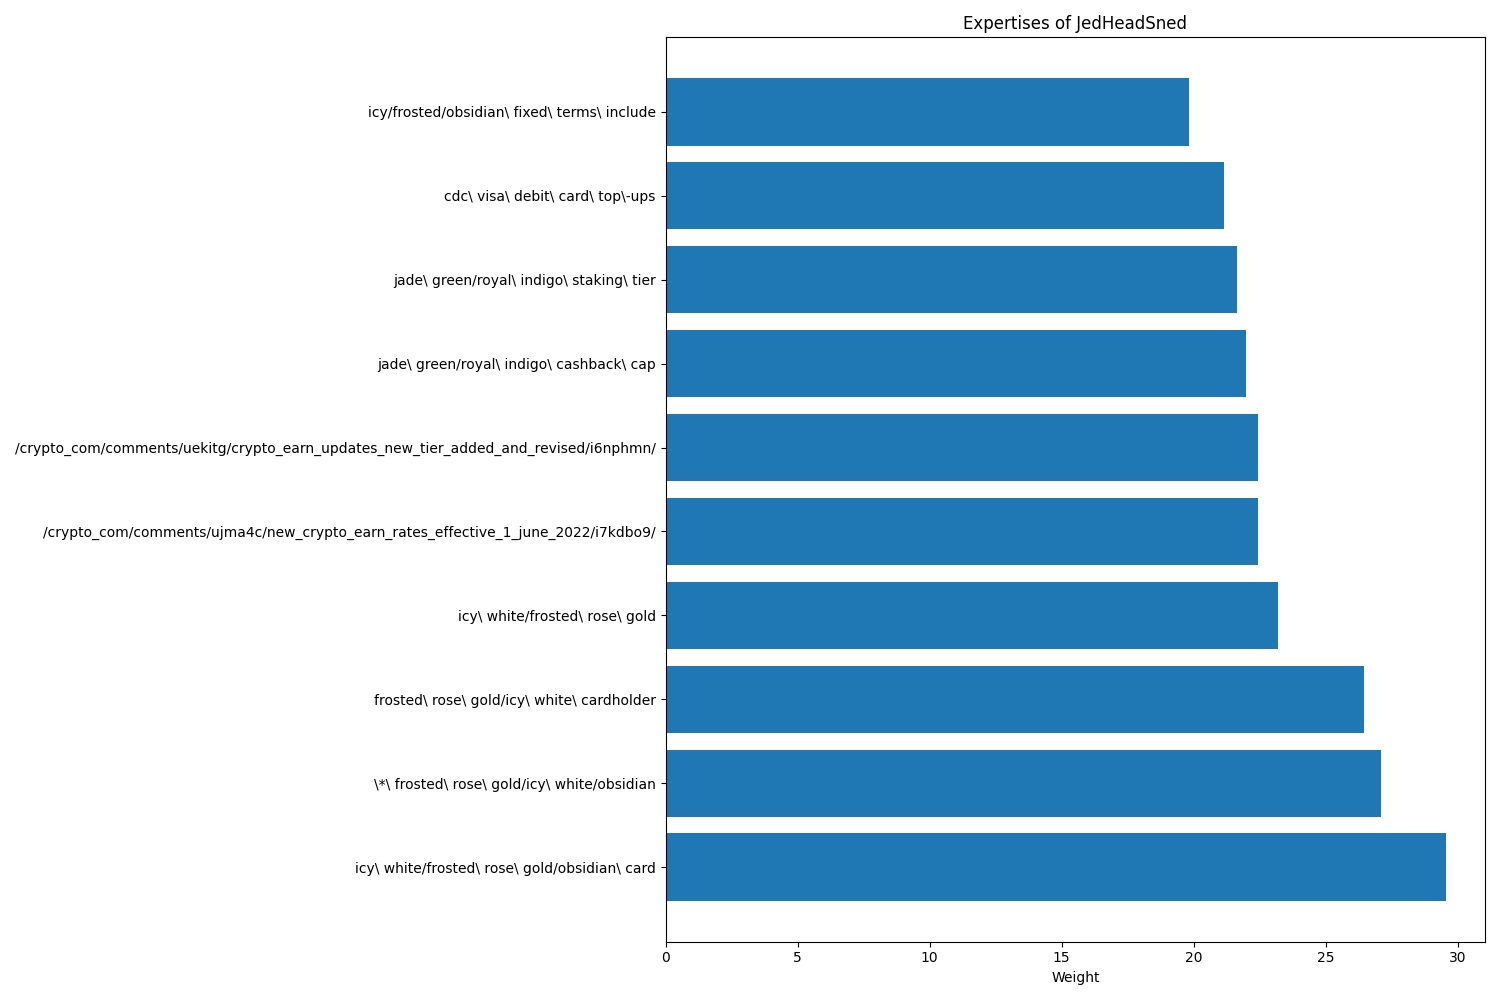 Expertises of JedHeadSned
icy/frosted/obsidian\ fixed\ terms\ include
cdc\ visa\ debit\ card\ top\-ups
jade\ green/royal\ indigo\ staking\ tier
jade\ green/royal\ indigo\ cashback\ cap
/crypto_com/comments/uekitg/crypto_earn_updates_new_tier_added_and_revised/i6nphmn/
/crypto_com/comments/ujma4c/new_crypto_earn_rates_effective_1_june_2022/i7kdbo9/
icy\ white/frosted\ rose\ gold
frosted\ rose\ gold/icy\ white\ cardholder
\*\ frosted\ rose\ gold/icy\ white/obsidian
icy\ white/frosted\ rose\ gold/obsidian\ card
0 5 10 15 20 25 30
Weight